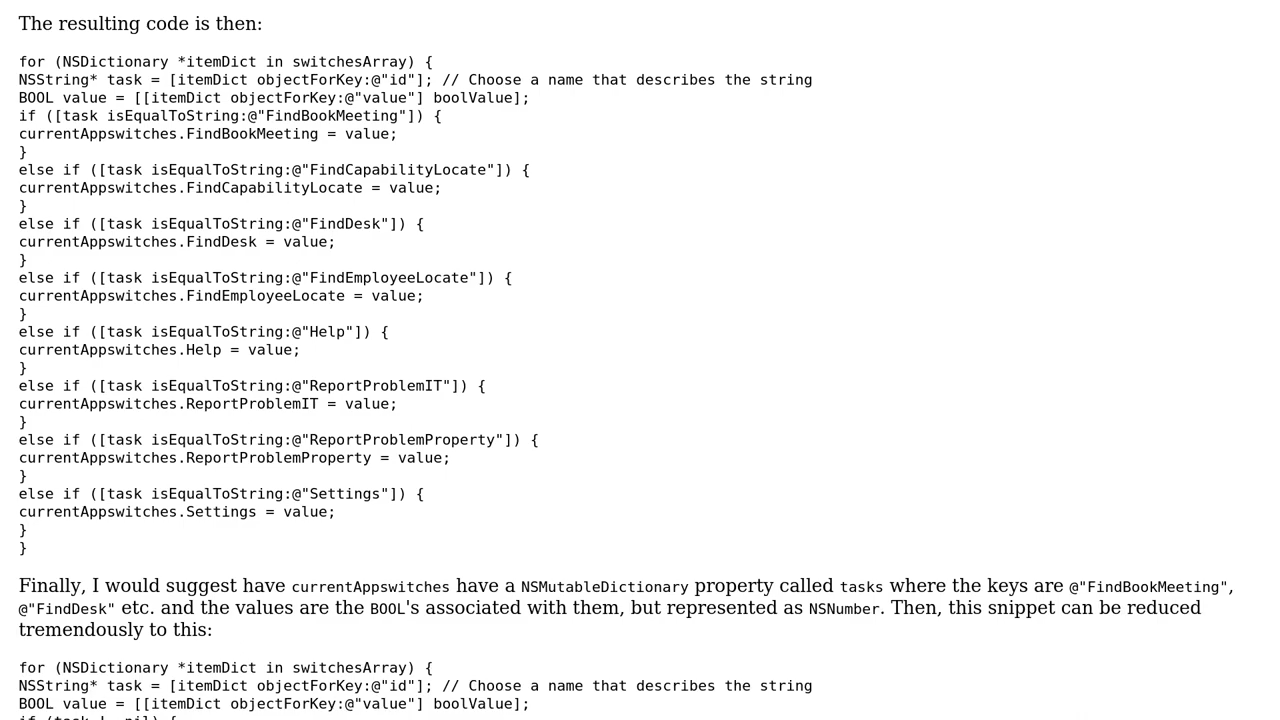 The resulting code is then:
for (NSDictionary *itemDict in switchesArray) {
NSString* task = [itemDict objectForKey:@"id"]; // Choose a name that describes the string
BOOL value = [[itemDict objectForKey:@"value"] boolValue];
if ([task isEqualToString:@"FindBookMeeting"]) {
currentAppswitches.FindBookMeeting = value;
}
else if ([task isEqualToString:@"FindCapabilityLocate"]) {
currentAppswitches.FindCapabilityLocate = value;
}
else if ([task isEqualToString:@"FindDesk"]) {
currentAppswitches.FindDesk = value;
}
else if ([task isEqualToString:@"FindEmployeeLocate"]) {
currentAppswitches.FindEmployeeLocate = value;
}
else if ([task isEqualToString:@"Help"]) {
currentAppswitches.Help = value;
}
else if ([task isEqualToString:@"ReportProblemIT"]) {
currentAppswitches.ReportProblemIT = value;
}
else if ([task isEqualToString:@"ReportProblemProperty"]) {
currentAppswitches.ReportProblemProperty = value;
}
else if ([task isEqualToString:@"Settings"]) {
currentAppswitches.Settings = value;
}
}
Finally, I would suggest have currentAppswitches have a NSMutableDictionary property called tasks where the keys are @"FindBookMeeting",
@"FindDesk" etc. and the values are the BOOL's associated with them, but represented as NSNumber. Then, this snippet can be reduced
tremendously to this:
for (NSDictionary *itemDict in switchesArray) {
NSString* task = [itemDict objectForKey:@"id"]; // Choose a name that describes the string
BOOL value = [[itemDict objectForKey:@"value"] boolValue];